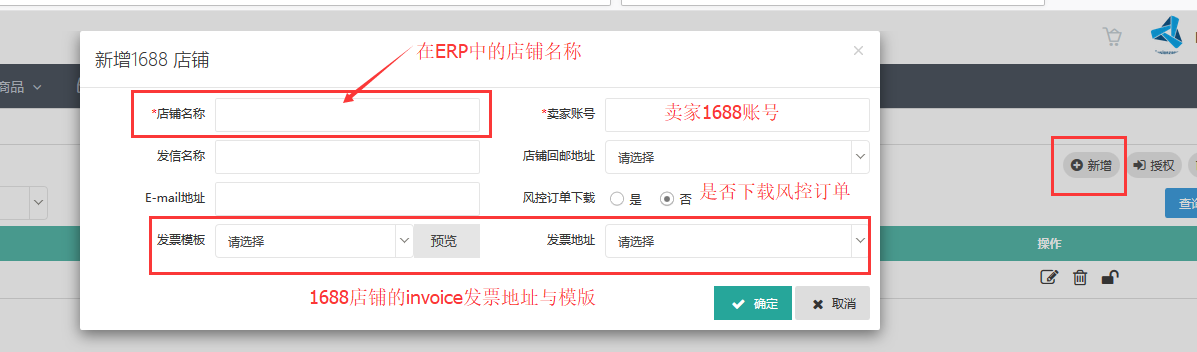 新增1688 店铺
在ERP中的店铺名称
×
商品
*店铺名称
*卖家账号
卖家1688账号
发信名称
店铺回邮地址
请选择
新增
授权
E-mail地址
风控订单下载
是
否
是否下载风控订单
查询
发票模板
请选择
预览
发票地址
请选择
操作
1688店铺的invoice发票地址与模版
确定
取消